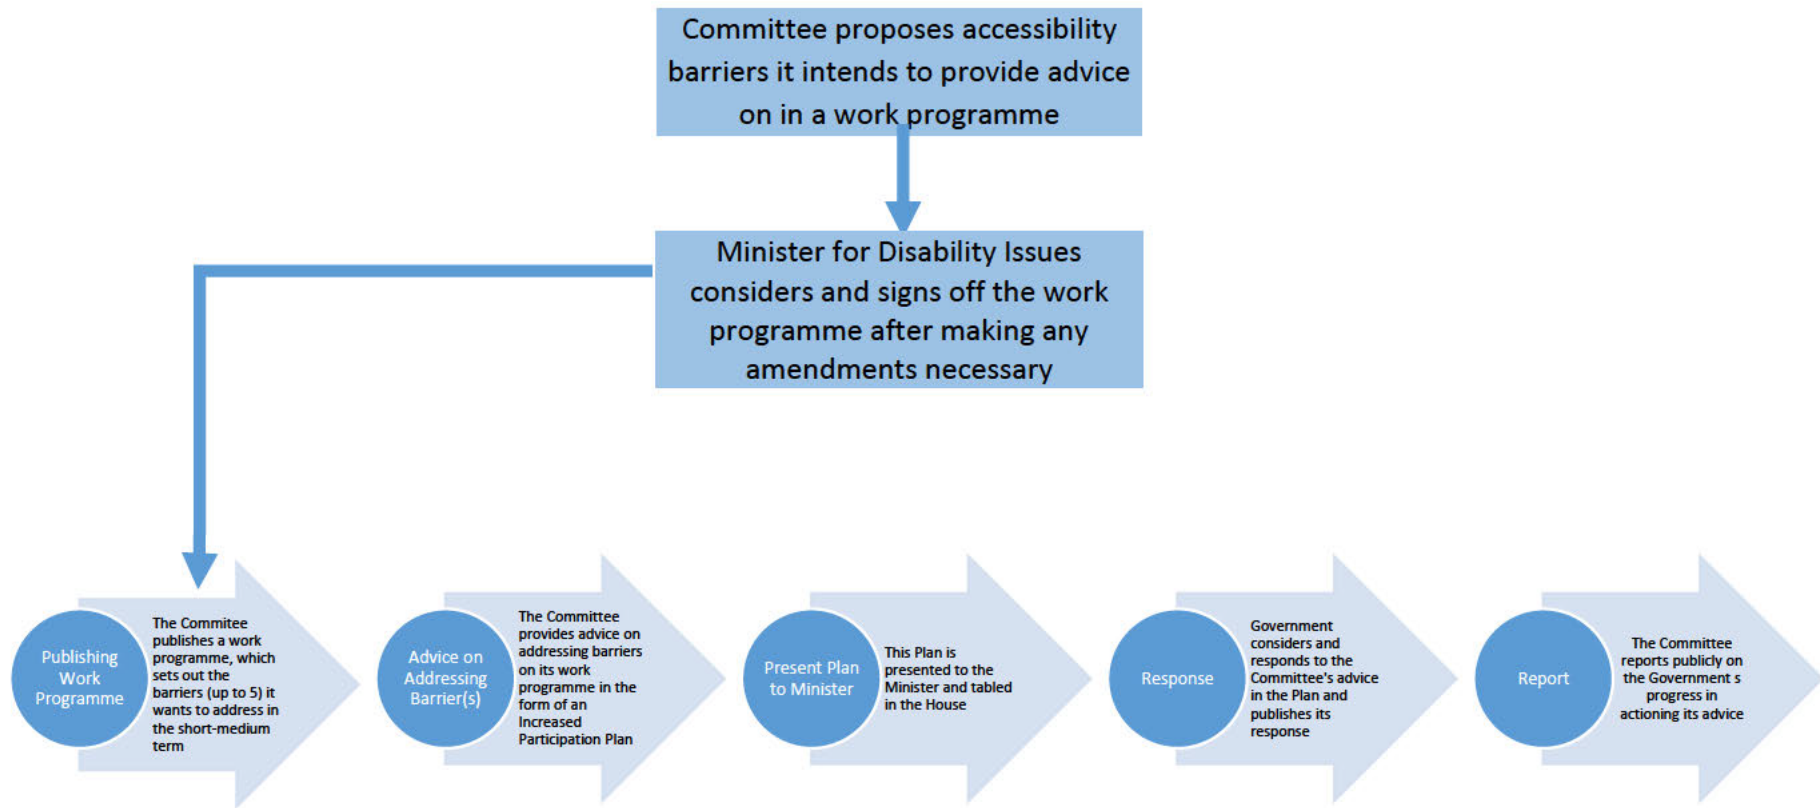 Committee proposes accessibility
barriers it intends to provide advice
on in a work programme
Minister for Disability Issues
considers and signs off the work
programme after making any
amendments necessary
Publishing
Work
Programme
The Commitee
publishes a work
programme, which
sets out the
barriers (up to 5) it
wants to address in
the short-medium
term
Advice on
Addressing
Barrier(s)
The Committee
provides advice on
addressing barriers
on its work
programme in the
form of an
Increased
Participation Plan
Present Plan
to Minister
This Plan is
presented to the
Minister and tabled
in the House
Response
Government
considers and
responds to the
Committee's advice
in the Plan and
publishes its
response
Report
The Committee
reports publicly on
the Government s
progress in
actioning its advice